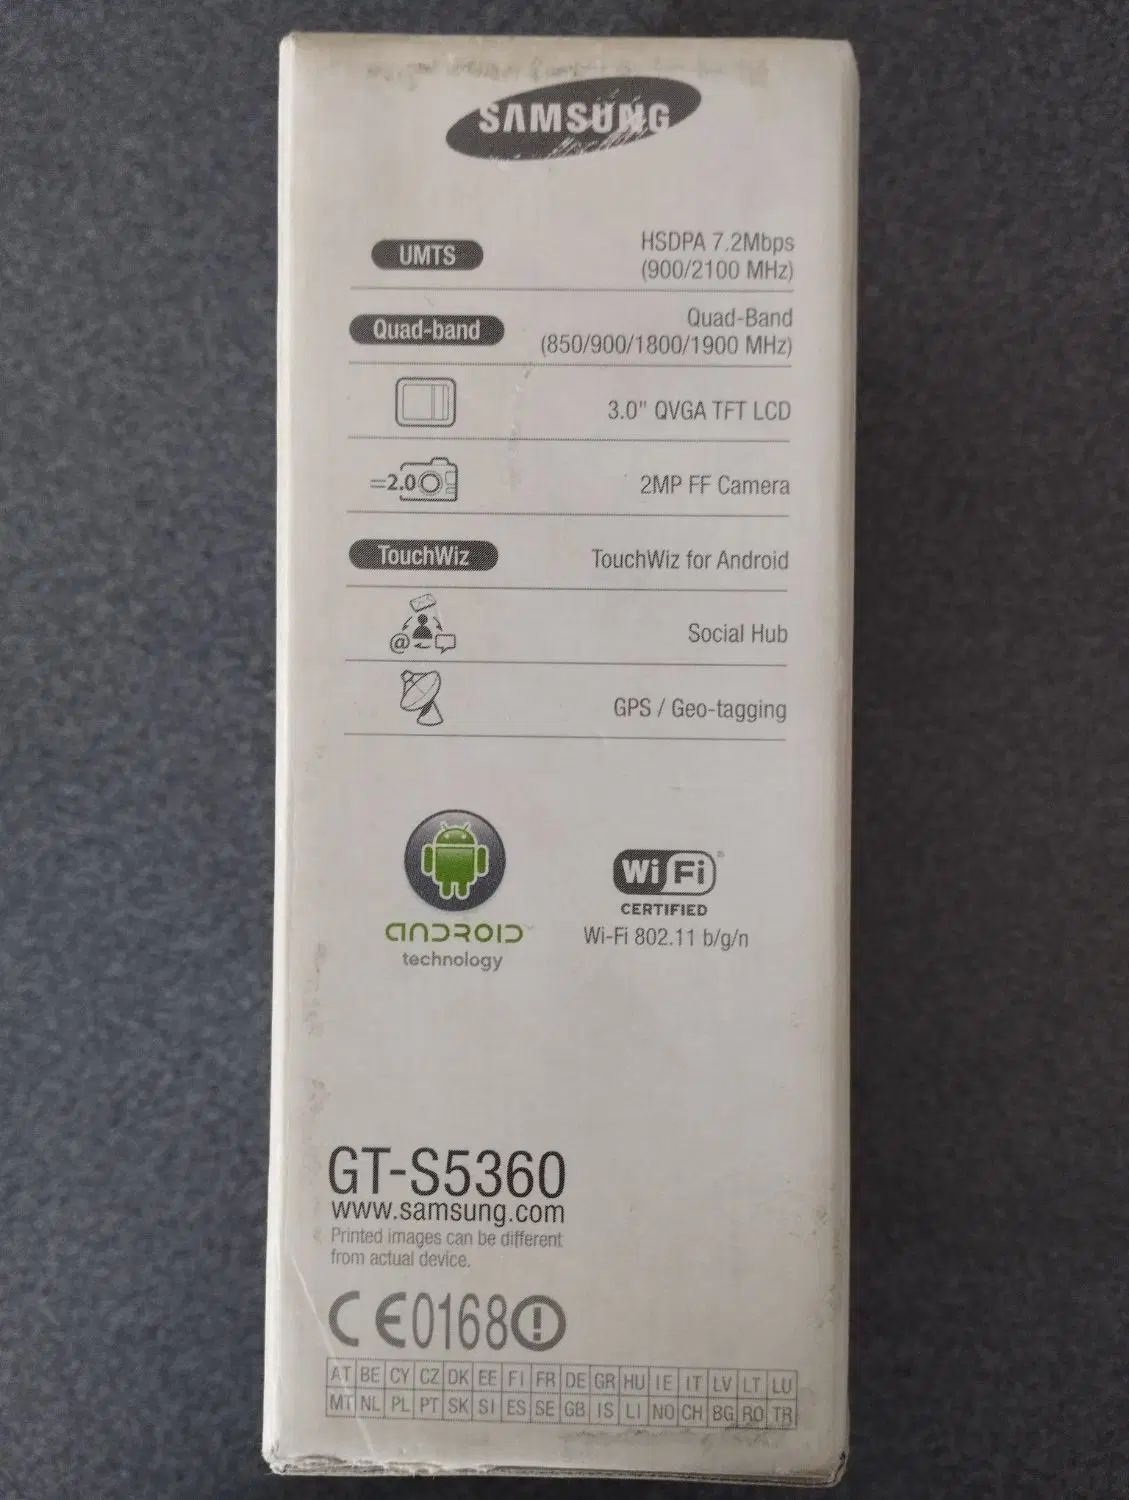 SAMSUNG
UMTS
HSDPA 7.2Mbps
(900/2100 MHz)
Quad-band
Quad-Band
(850/900/1800/1900 MHz)
3.0" QVGA TFT LCD
=2.0
2MP FF Camera
TouchWiz
TouchWiz for Android
@
Social Hub
GPS / Geo-tagging
ANDROID™
technology
Wi Fi®
CERTIFIED
Wi-Fi 802.11 b/g/n
GT-S5360
www.samsung.com
Printed images can be different
from actual device.
CE0168!
AT BE CY CZ DK EE FI FR DE GR HU IE IT LV LT LU
MT NL PL PT SK SI ES SE GB IS LI NO CH BG RO TR